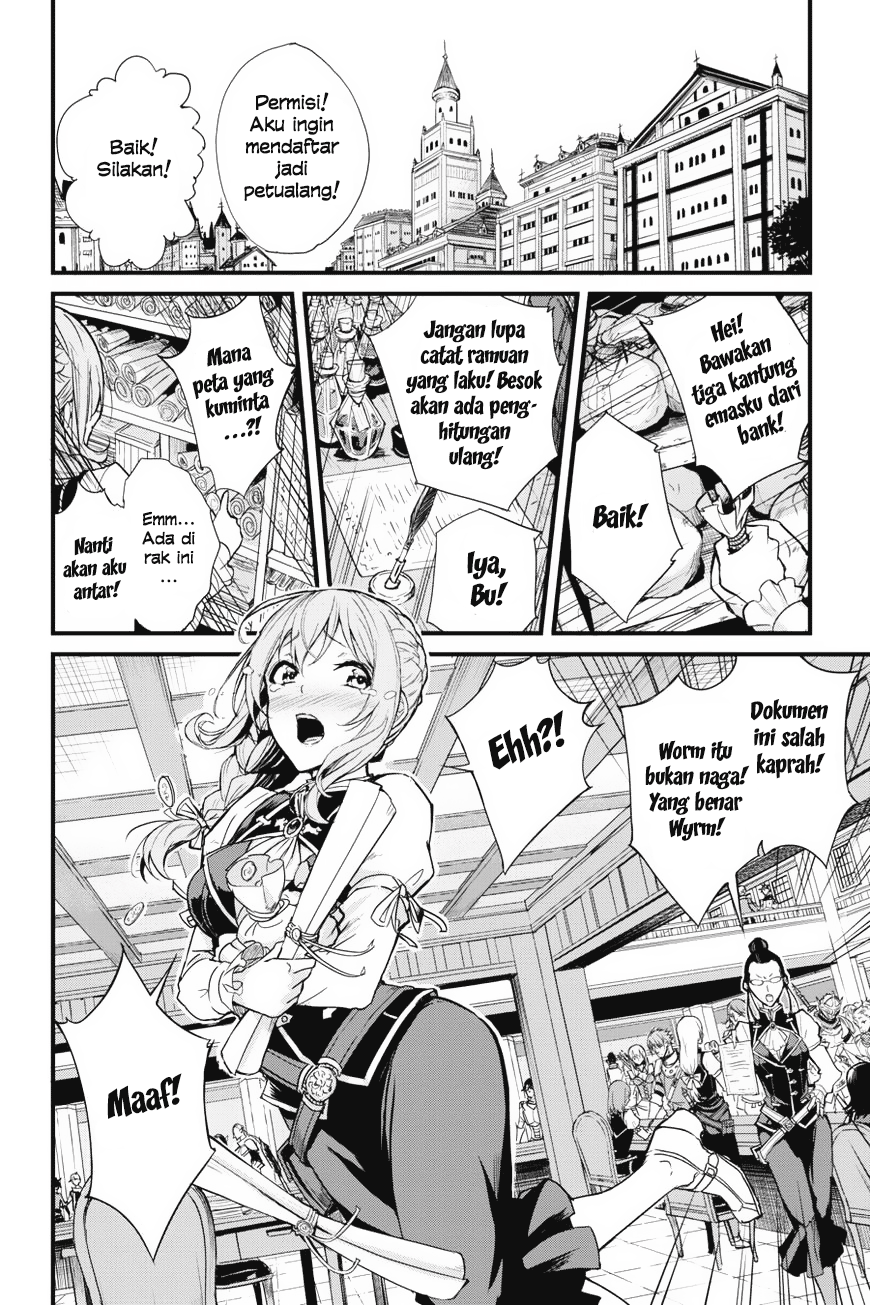 Permisi!
Aku ingin
mendaftar
jadi
petualang!
Baik!
Silakan!
Hei!
Bawakan
tiga kantung
emasku dari
bank!
Baik!
Jangan lupa
catat ramuan
yang laku! Besok
akan ada peng-
hitungan
ulang!
Iya,
Bu!
Mana
peta yang
kuminta
...?!
Emm...
Ada di
rak ini
...
Nanti
akan aku
antar!
Dokumen
ini salah
kaprah!
Worm itu
bukan naga!
Yang benar
Wyrm!
Ehh?!
Maaf!